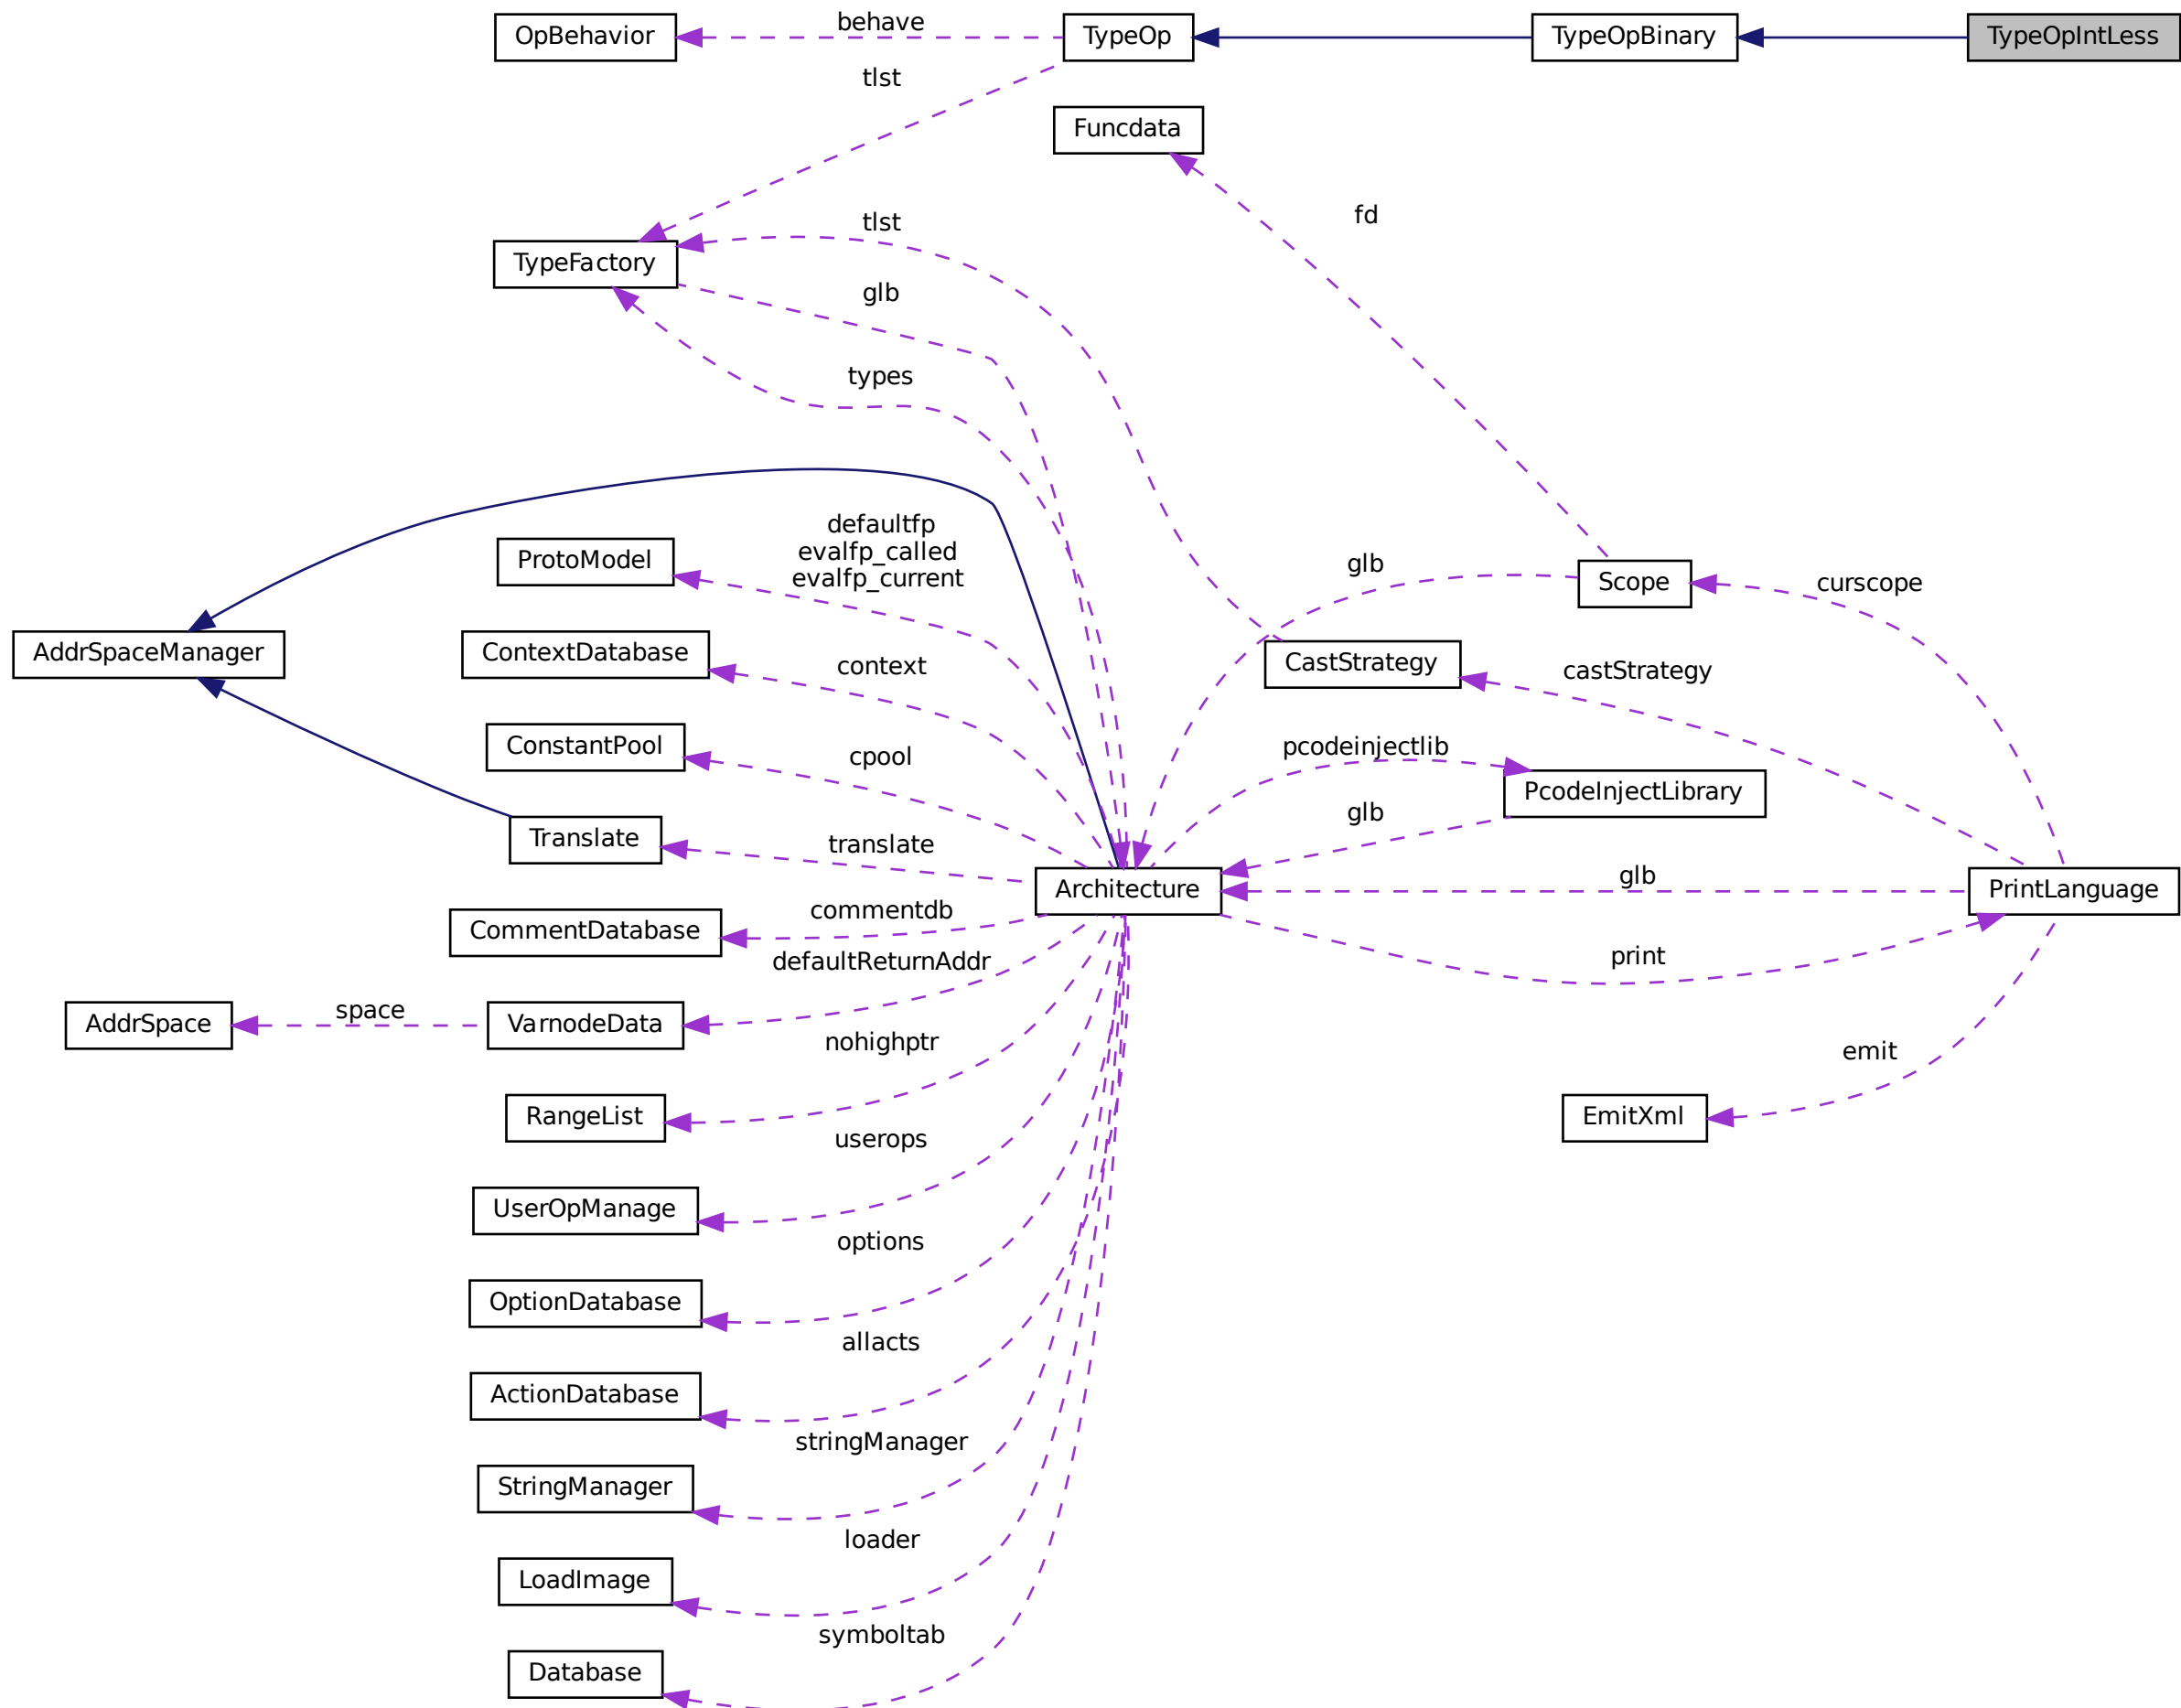 OpBehavior
behave
TypeOp
TypeOpBinary
TypeOpIntLess
tlst
Funcdata
fd
tlst
TypeFactory
glb
types
defaultfp
evalfp_called
evalfp_current
ProtoModel
glb
Scope
curscope
AddrSpaceManager
ContextDatabase
context
CastStrategy
castStrategy
ConstantPool
cpool
pcodeinjectlib
PcodeInjectLibrary
glb
Translate
translate
Architecture
glb
PrintLanguage
CommentDatabase
commentdb
print
defaultReturnAddr
AddrSpace
space
VarnodeData
nohighptr
emit
RangeList
EmitXml
userops
UserOpManage
options
OptionDatabase
allacts
ActionDatabase
stringManager
StringManager
loader
LoadImage
symboltab
Database